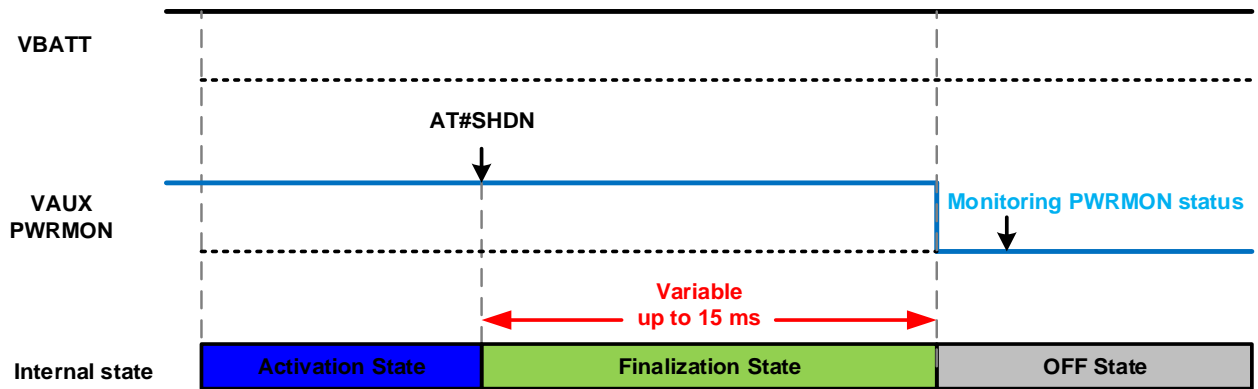 VBATT
AT#SHDN
VAUX
PWRMON
Monitoring PWRMON status
Variable
up to 15 ms
Internal state
Activation State
Finalization State
OFF State